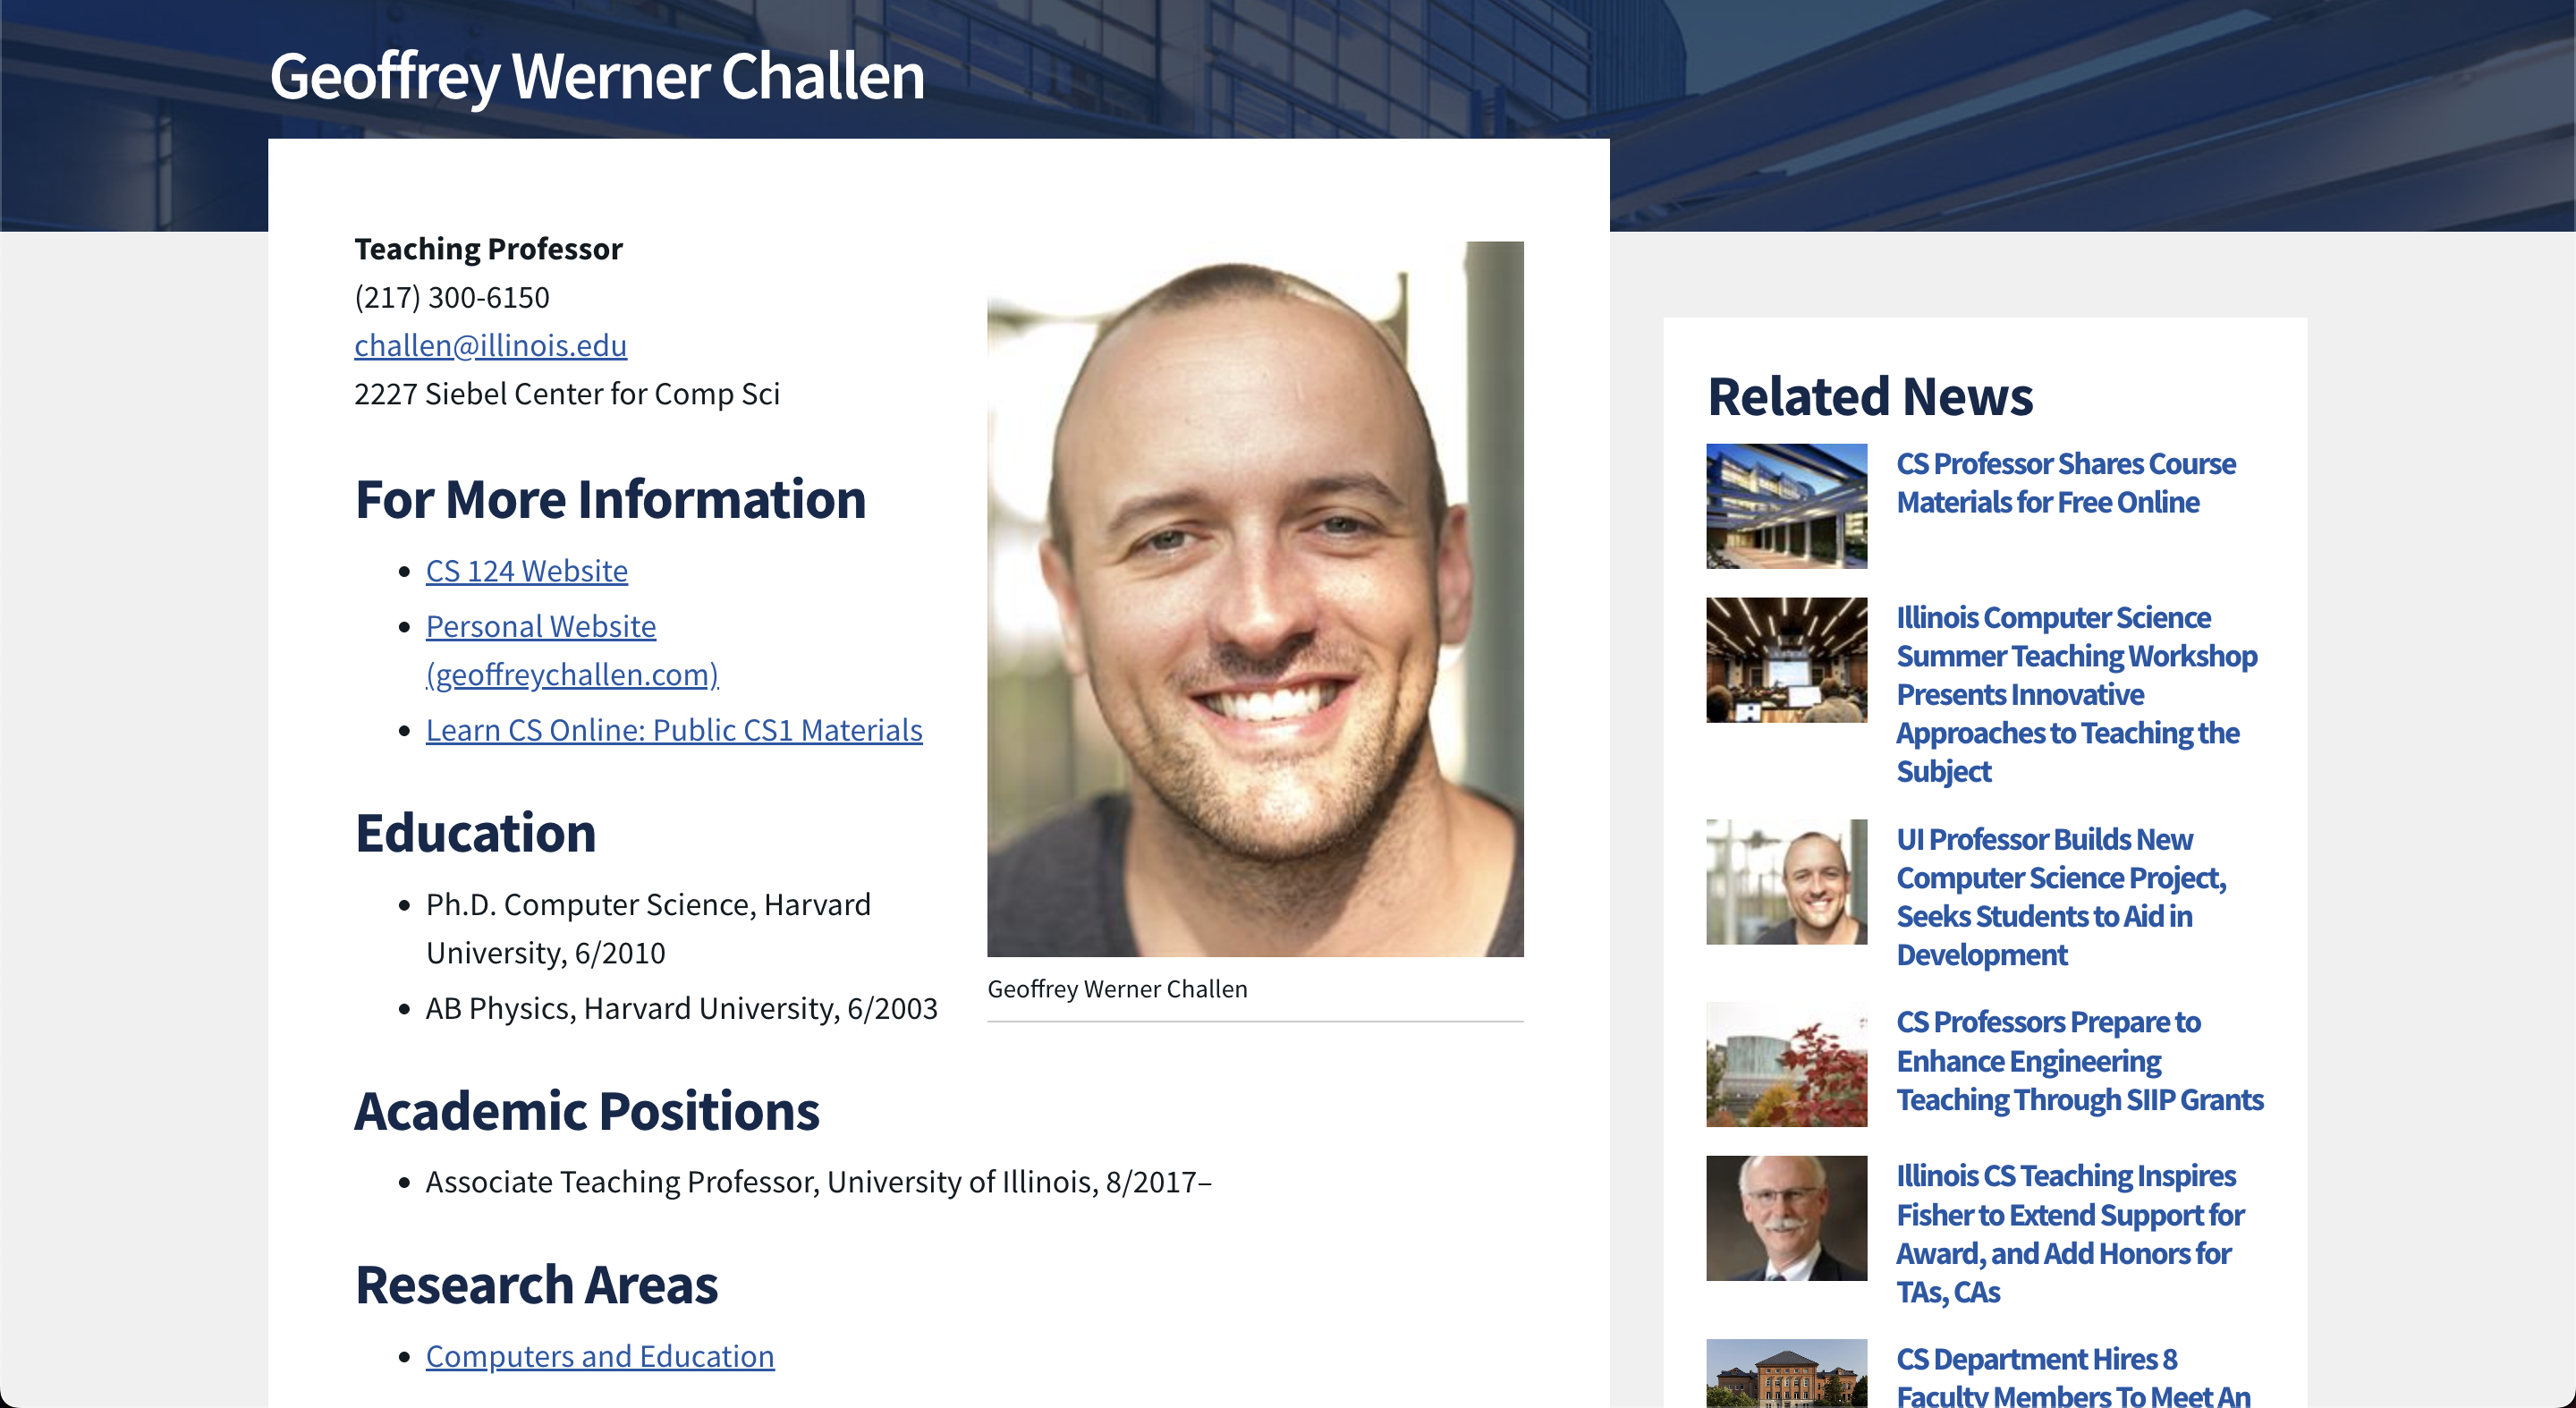 Geoffrey Werner Challen
Teaching Professor
(217) 300-6150
challen@illinois.edu
2227 Siebel Center for Comp Sci
For More Information
CS 124 Website
Personal Website
(geoffreychallen.com)
Learn CS Online: Public CS1 Materials
Education
Ph.D. Computer Science, Harvard
University, 6/2010
AB Physics, Harvard University, 6/2003
Geoffrey Werner Challen
Academic Positions
Associate Teaching Professor, University of Illinois, 8/2017–
Research Areas
Computers and Education
Related News
CS Professor Shares Course
Materials for Free Online
Illinois Computer Science
Summer Teaching Workshop
Presents Innovative
Approaches to Teaching the
Subject
UI Professor Builds New
Computer Science Project,
Seeks Students to Aid in
Development
CS Professors Prepare to
Enhance Engineering
Teaching Through SIIP Grants
Illinois CS Teaching Inspires
Fisher to Extend Support for
Award, and Add Honors for
TAs, CAs
CS Department Hires 8
Faculty Members To Meet An